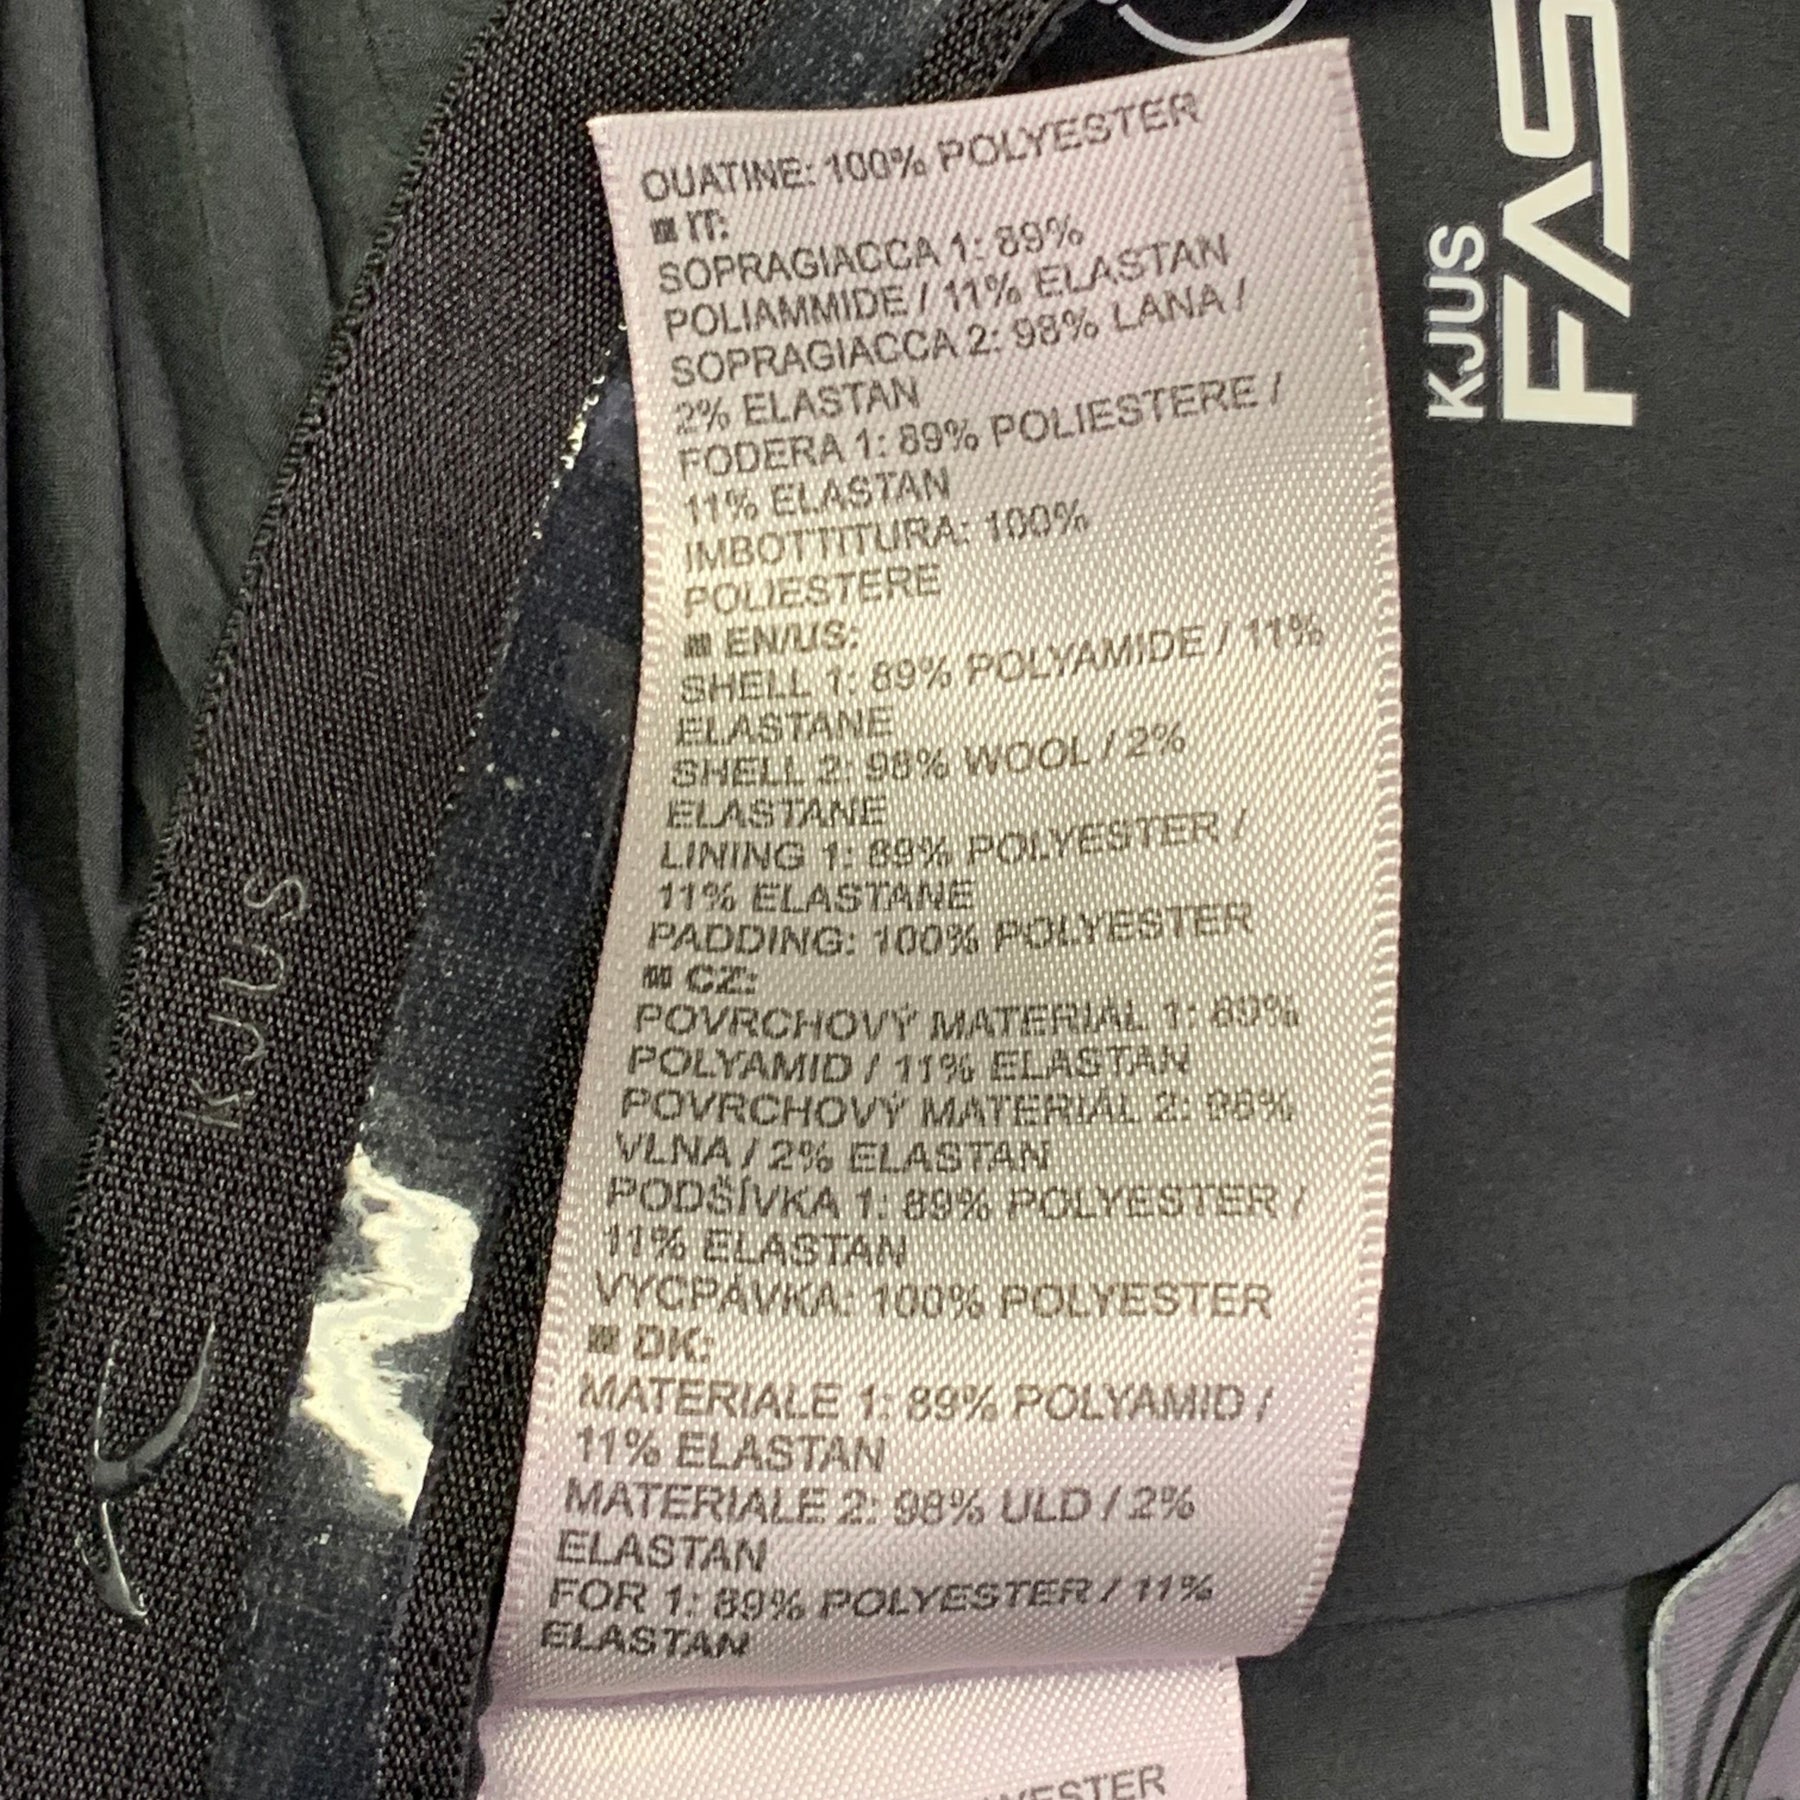 OUATINE: 100% POLYESTER
IT:
SOPRAGIACCA 1: 89%
POLIAMMIDE / 11% ELASTAN
SOPRAGIACCA 2: 98% LANA /
2% ELASTAN
FODERA 1: 89% POLIESTERE /
11% ELASTAN
IMBOTTITURA: 100%
POLIESTERE
EN/US:
SHELL 1: 89% POLYAMIDE / 11%
ELASTANE
SHELL 2: 98% WOOL / 2%
ELASTANE
LINING 1: 89% POLYESTER /
11% ELASTANE
PADDING: 100% POLYESTER
CZ:
POVRCHOVÝ MATERIÁL 1: 89%
POLYAMID / 11% ELASTAN
POVRCHOVÝ MATERIÁL 2: 98%
VLNA / 2% ELASTAN
PODŠÍVKA 1: 89% POLYESTER /
11% ELASTAN
VYCPÁVKA: 100% POLYESTER
DK:
MATERIALE 1: 89% POLYAMID /
11% ELASTAN
MATERIALE 2: 98% ULD / 2%
ELASTAN
FOR 1: 89% POLYESTER / 11%
ELASTAN
KJUS
KJUS
FAS